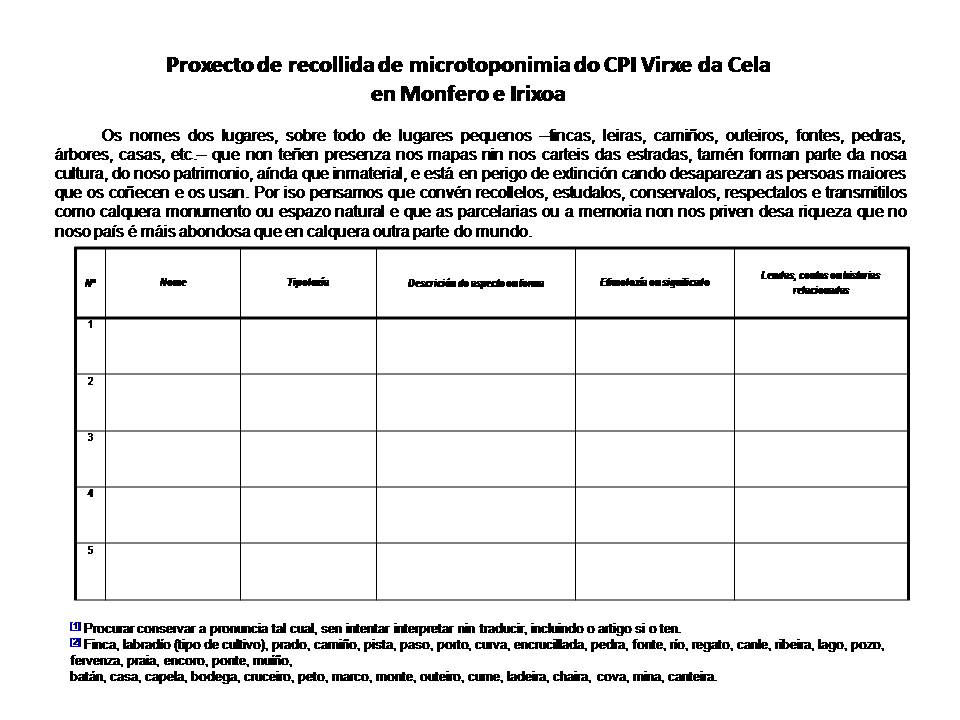 Proxecto de recollida de microtoponimia do CPI Virxe da Cela
en Monfero e Irixoa
Os nomes dos lugares, sobre todo de lugares pequenos –fincas, leiras, camiños, outeiros, fontes, pedras,
árbores, casas, etc.– que non teñen presenza nos mapas nin nos carteis das estradas, tamén forman parte da nosa
cultura, do noso patrimonio, aínda que inmaterial, e está en perigo de extinción cando desaparezan as persoas maiores
que os coñecen e os usan. Por iso pensamos que convén recollelos, estudalos, conservalos, respectalos e transmitilos
como calquera monumento ou espazo natural e que as parcelarias ou a memoria non nos priven desa riqueza que no
noso país é máis abondosa que en calquera outra parte do mundo.
Nº Nome Tipoloxía Descrición do aspecto ou forma Etimoloxía ou significado Lendas, contos ou historias
relacionadas
1
2
3
4
5
[1] Procurar conservar a pronuncia tal cual, sen intentar interpretar nin traducir, incluindo o artigo si o ten.
[2] Finca, labradío (tipo de cultivo), prado, camiño, pista, paso, porto, curva, encrucillada, pedra, fonte, río, regato, canle, ribeira, lago, pozo,
fervenza, praia, encoro, ponte, muíño,
batán, casa, capela, bodega, cruceiro, peto, marco, monte, outeiro, cume, ladeira, chaira, cova, mina, canteira.